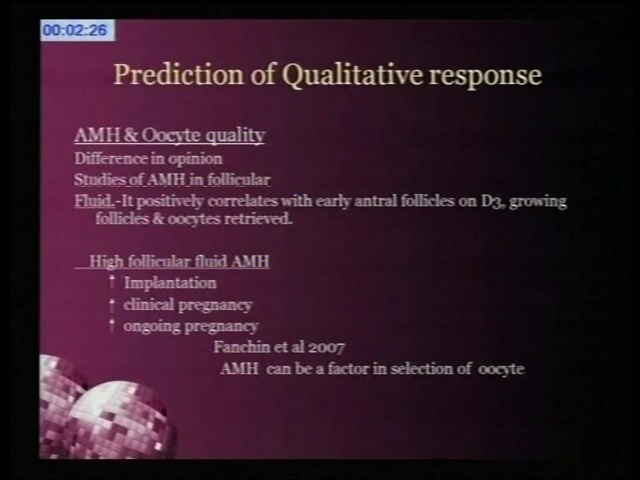 00:02:26
Prediction of Qualitative response
AMH & Oocyte quality
Difference in opinion
Studies of AMH in follicular
Fluid.-It positively correlates with early antral follicles on D3, growing
follicles & oocytes retrieved.
High follicular fluid AMH
↑ Implantation
↑ clinical pregnancy
↑ ongoing pregnancy
Fanchin et al 2007
AMH can be a factor in selection of oocyte